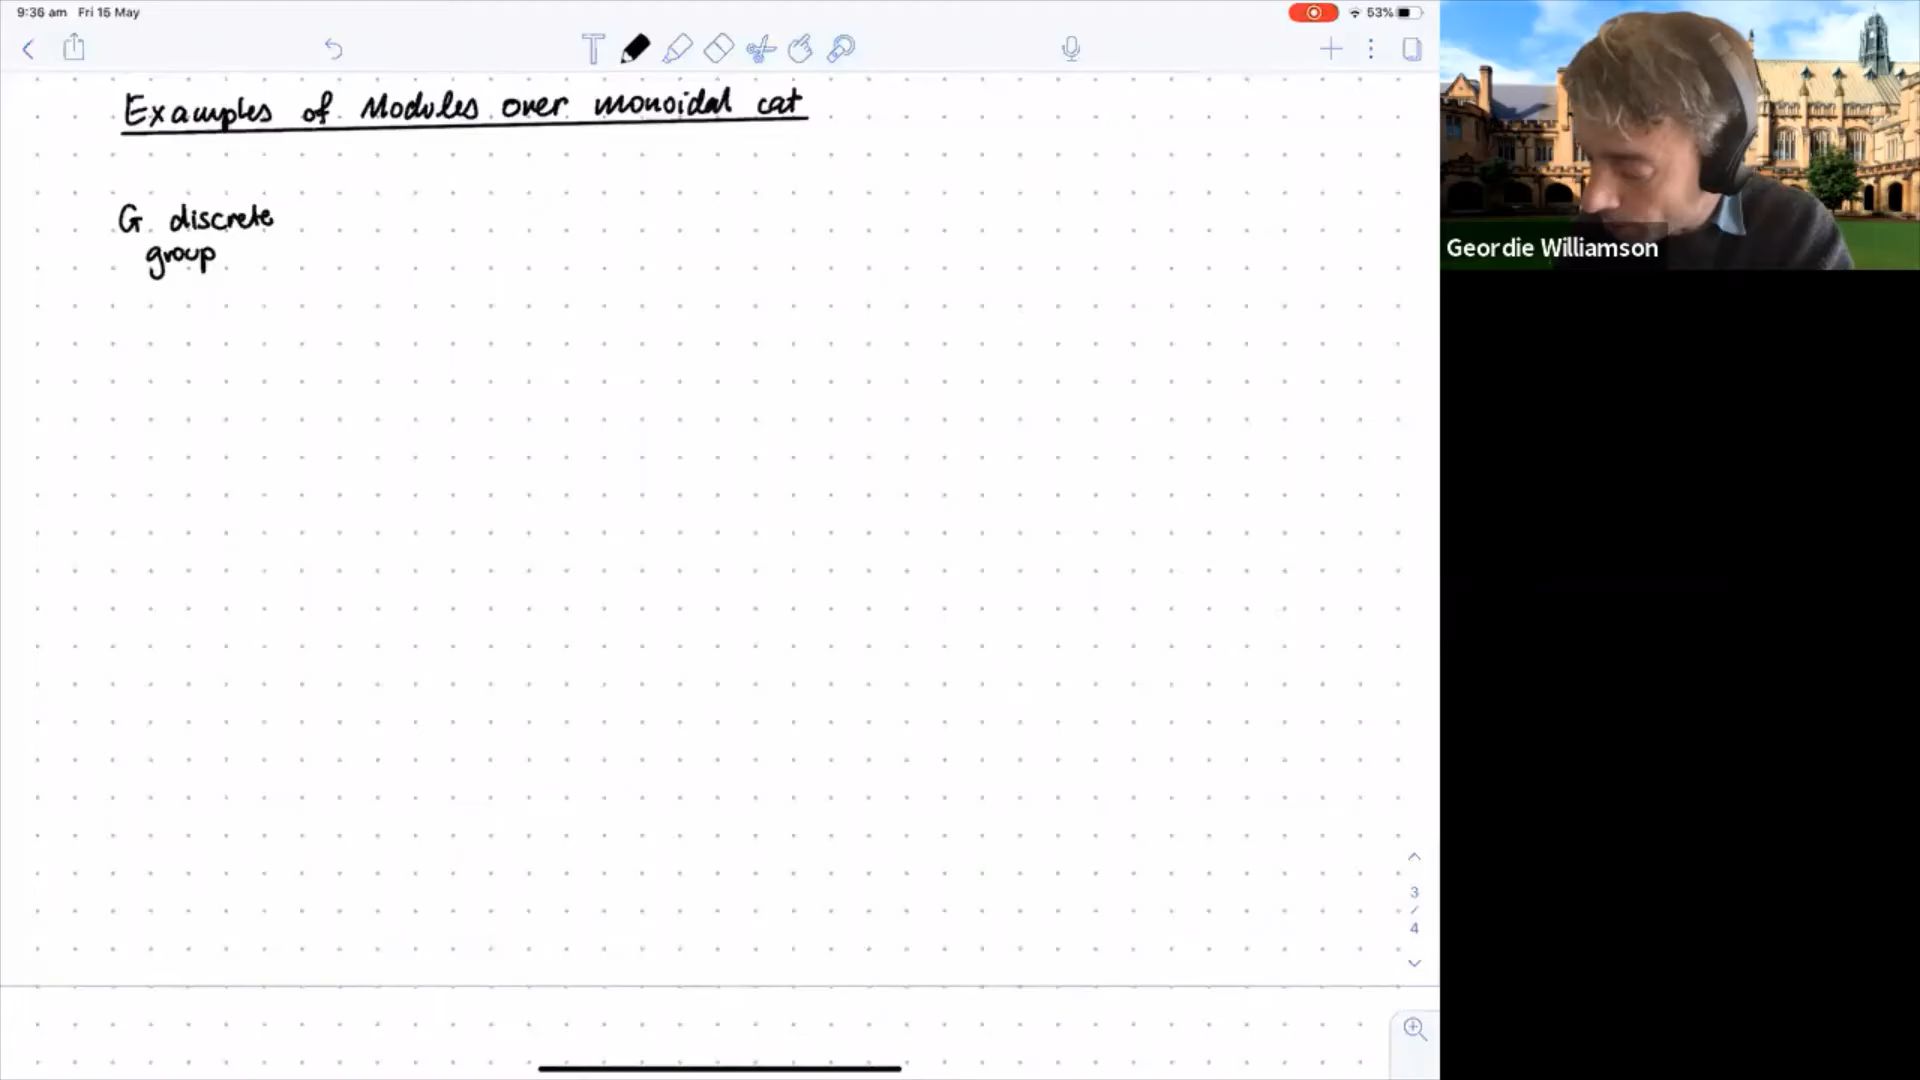 9:36 am Fri 15 May
53%
Examples of Modules over monoidal cat
G discrete
group
Geordie Williamson
3
/
4